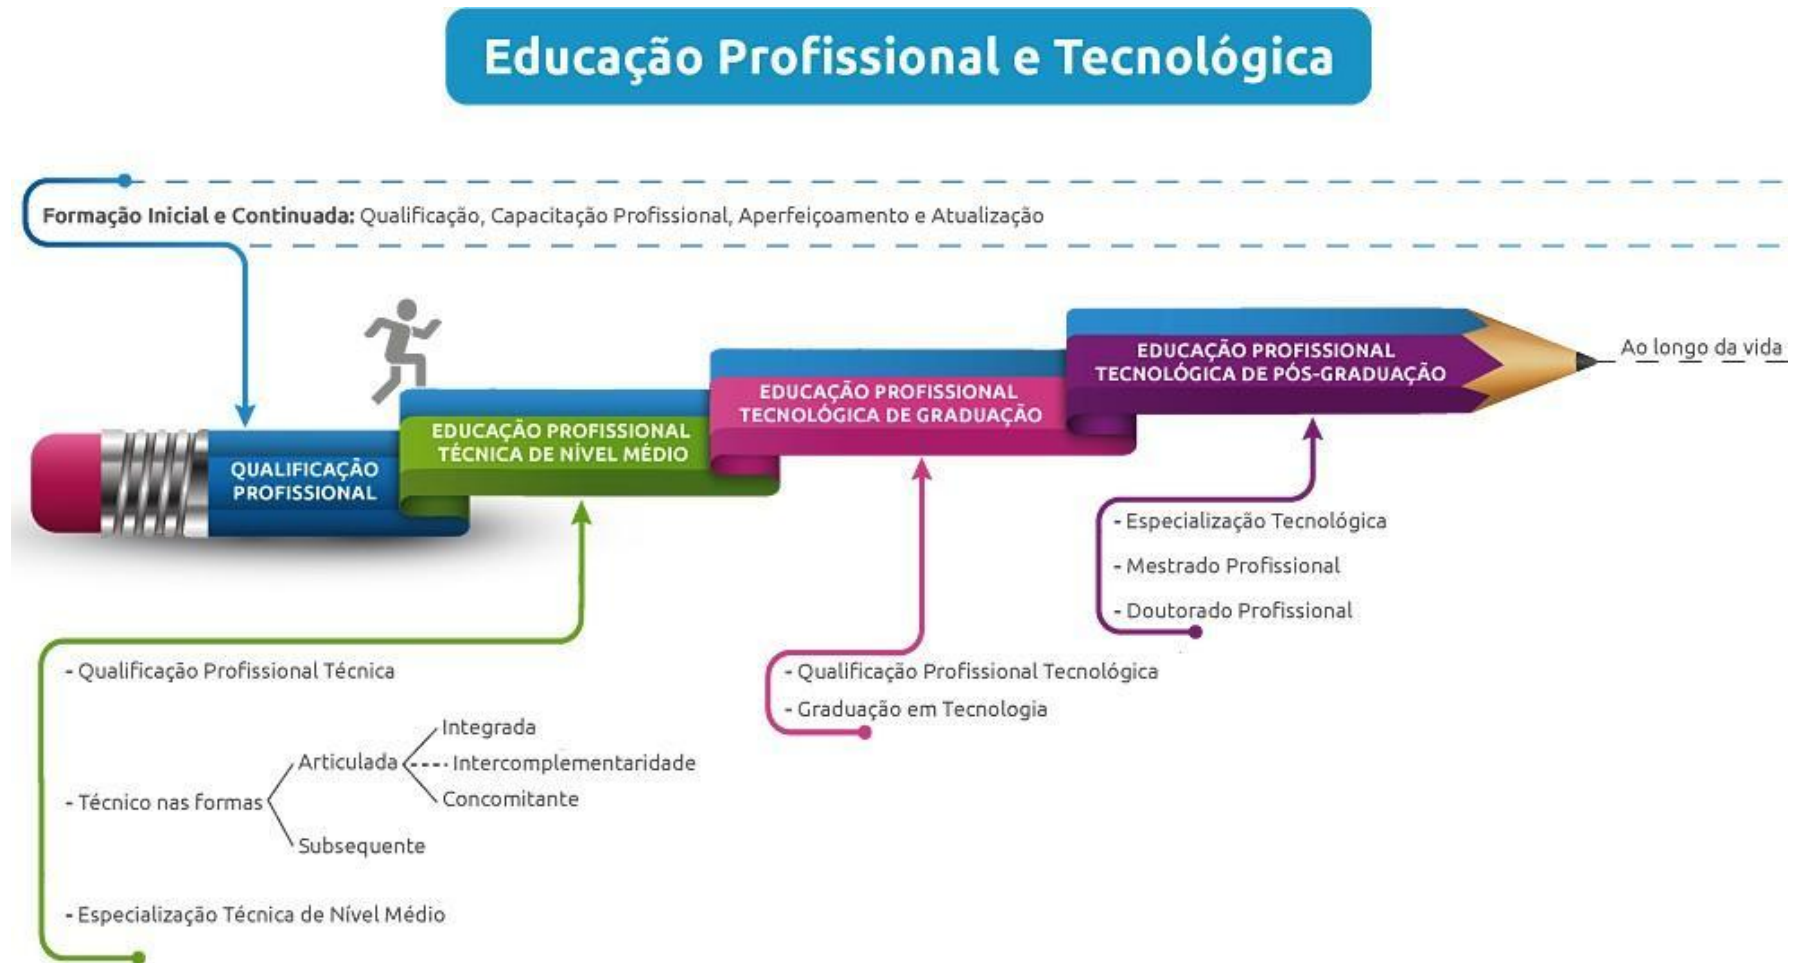 Educação Profissional e Tecnológica
Formação Inicial e Continuada: Qualificação, Capacitação Profissional, Aperfeiçoamento e Atualização
QUALIFICAÇÃO
PROFISSIONAL
EDUCAÇÃO PROFISSIONAL
TÉCNICA DE NÍVEL MÉDIO
EDUCAÇÃO PROFISSIONAL
TECNOLÓGICA DE GRADUAÇÃO
EDUCAÇÃO PROFISSIONAL
TECNOLÓGICA DE PÓS-GRADUAÇÃO
Ao longo da vida
- Qualificação Profissional Técnica
- Técnico nas formas
Articulada
Integrada
Intercomplementaridade
Concomitante
Subsequente
- Especialização Técnica de Nível Médio
- Qualificação Profissional Tecnológica
- Graduação em Tecnologia
- Especialização Tecnológica
- Mestrado Profissional
- Doutorado Profissional